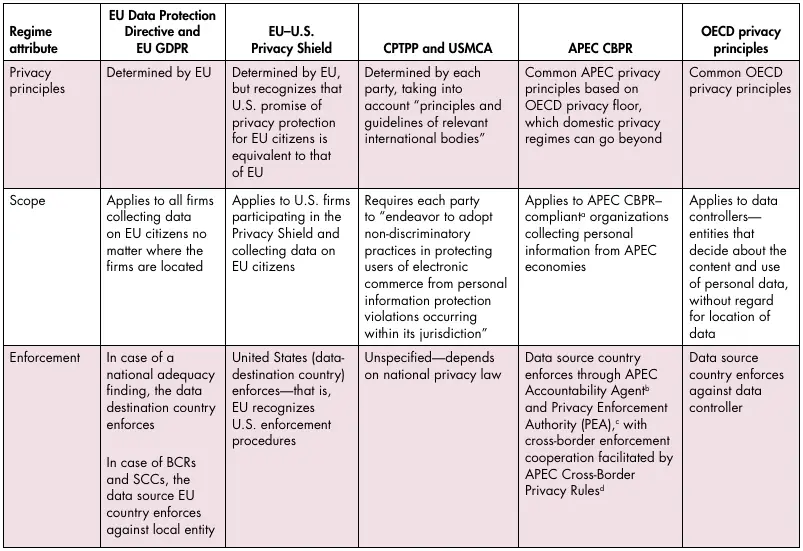 Regime
attribute
EU Data Protection
Directive and
EU GDPR
EU–U.S.
Privacy Shield
CPTPP and USMCA
APEC CBPR
OECD privacy
principles
Privacy
principles
Determined by EU
Determined by EU,
but recognizes that
U.S. promise of
privacy protection
for EU citizens is
equivalent to that
of EU
Determined by each
party, taking into
account “principles and
guidelines of relevant
international bodies”
Common APEC privacy
principles based on
OECD privacy floor,
which domestic privacy
regimes can go beyond
Common OECD
privacy principles
Scope
Applies to all firms
collecting data
on EU citizens no
matter where the
firms are located
Applies to U.S. firms
participating in the
Privacy Shield and
collecting data on
EU citizens
Requires each party
to “endeavor to adopt
non-discriminatory
practices in protecting
users of electronic
commerce from personal
information protection
violations occurring
within its jurisdiction”
Applies to APEC CBPR–
compliantᵃ organizations
collecting personal
information from APEC
economies
Applies to data
controllers—
entities that
decide about the
content and use
of personal data,
without regard
for location of
data
Enforcement
In case of a
national adequacy
finding, the data
destination country
enforces
In case of BCRs
and SCCs, the
data source EU
country enforces
against local entity
United States (data-
destination country)
enforces—that is,
EU recognizes
U.S. enforcement
procedures
Unspecified—depends
on national privacy law
Data source country
enforces through APEC
Accountability Agentᵇ
and Privacy Enforcement
Authority (PEA),ᶜ with
cross-border enforcement
cooperation facilitated by
APEC Cross-Border
Privacy Rulesᵈ
Data source
country enforces
against data
controller